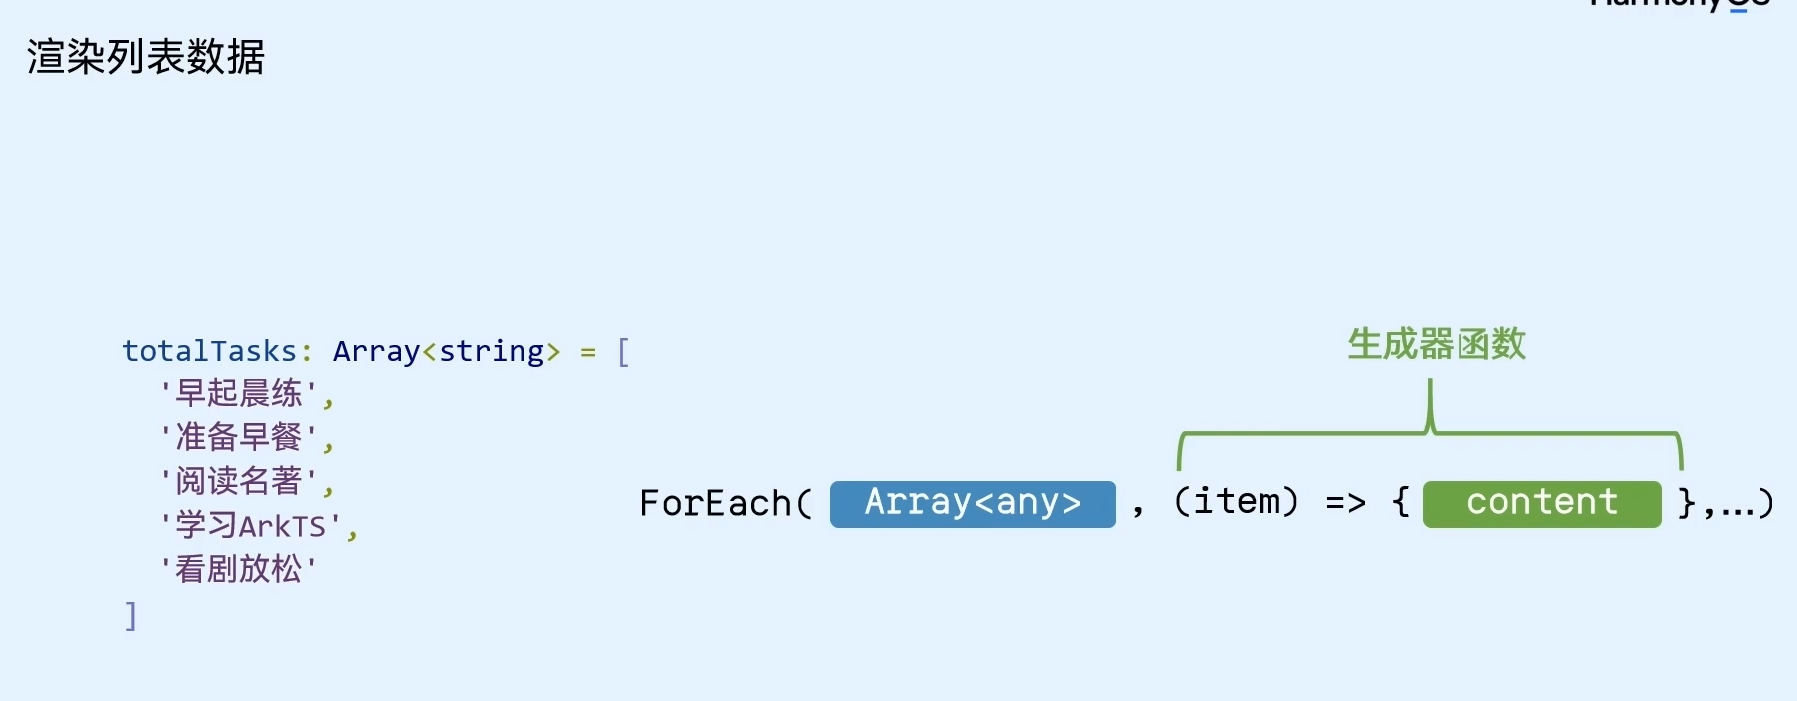 HarmonyOS
渲染列表数据
totalTasks: Array<string> = [
'早起晨练',
'准备早餐',
'阅读名著',
'学习ArkTS',
'看剧放松'
]
生成器函数
ForEach( Array<any> , (item) => { content },...)